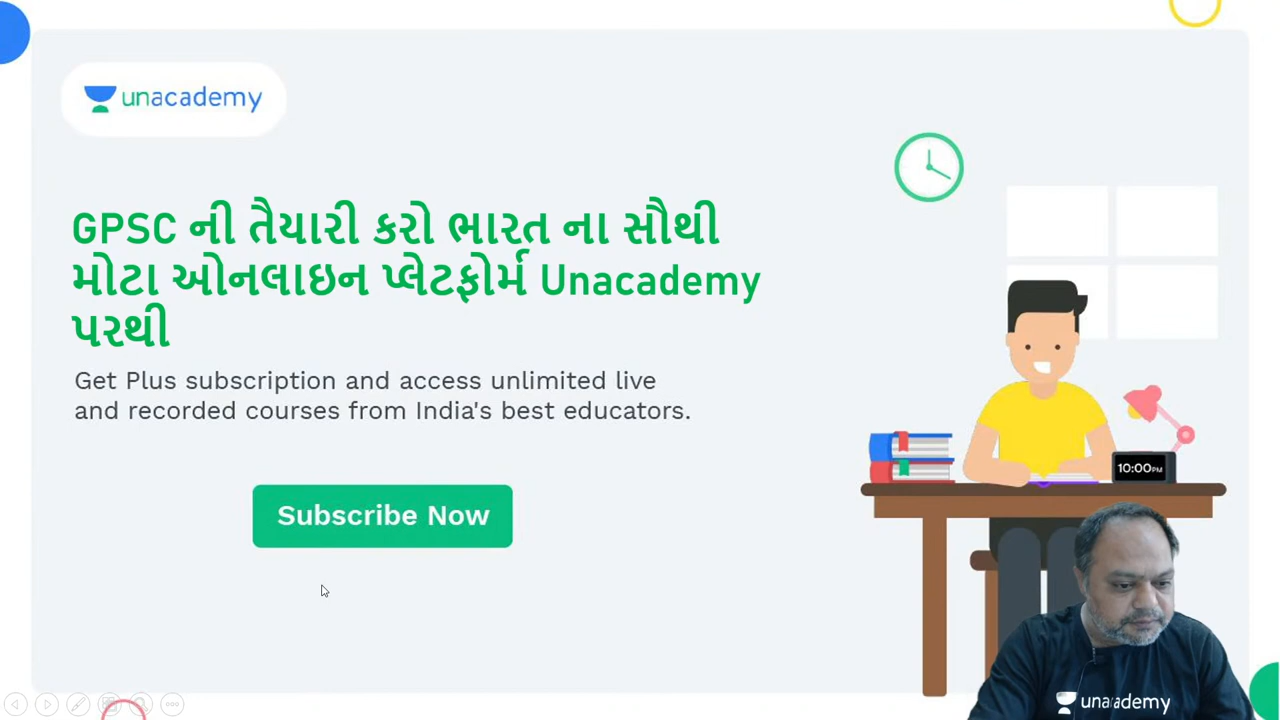 unacademy
GPSC ની તૈયારી કરો ભારત ના સૌથી
મોટા ઓનલાઇન પ્લેટફોર્મ Unacademy
પરથી
Get Plus subscription and access unlimited live
and recorded courses from India's best educators.
10:00PM
Subscribe Now
unacademy